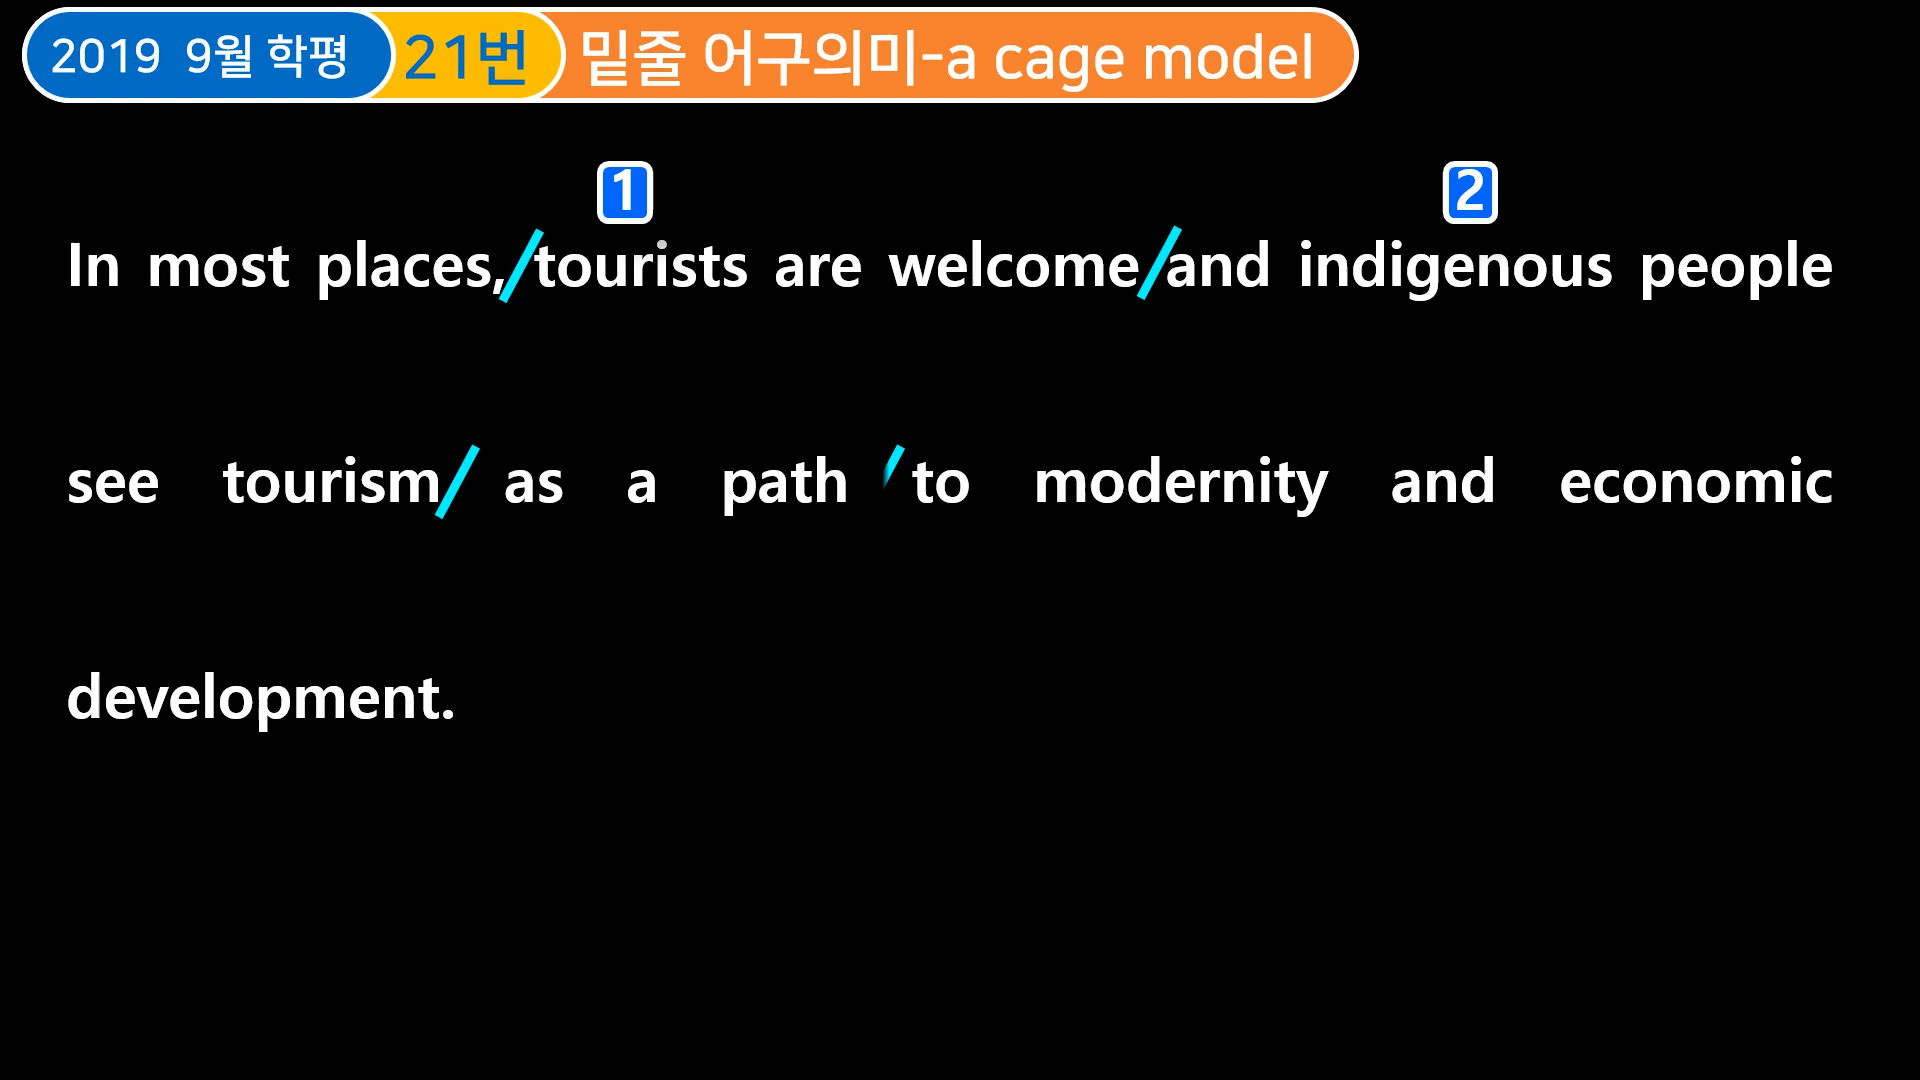 2019 9월 학평 21번 밑줄 어구의미-a cage model
1 2
In most places, tourists are welcome and indigenous people
see tourism as a path to modernity and economic
development.